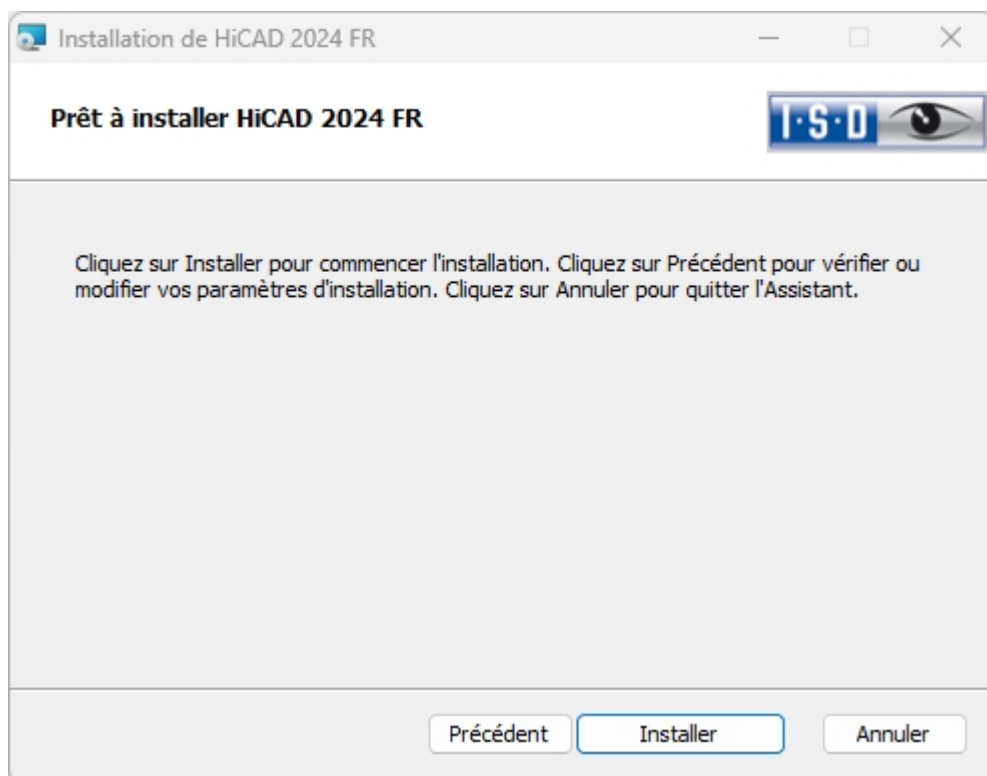 Installation de HiCAD 2024 FR
Prêt à installer HiCAD 2024 FR
I·S·D
Cliquez sur Installer pour commencer l'installation. Cliquez sur Précédent pour vérifier ou
modifier vos paramètres d'installation. Cliquez sur Annuler pour quitter l'Assistant.
Précédent
Installer
Annuler